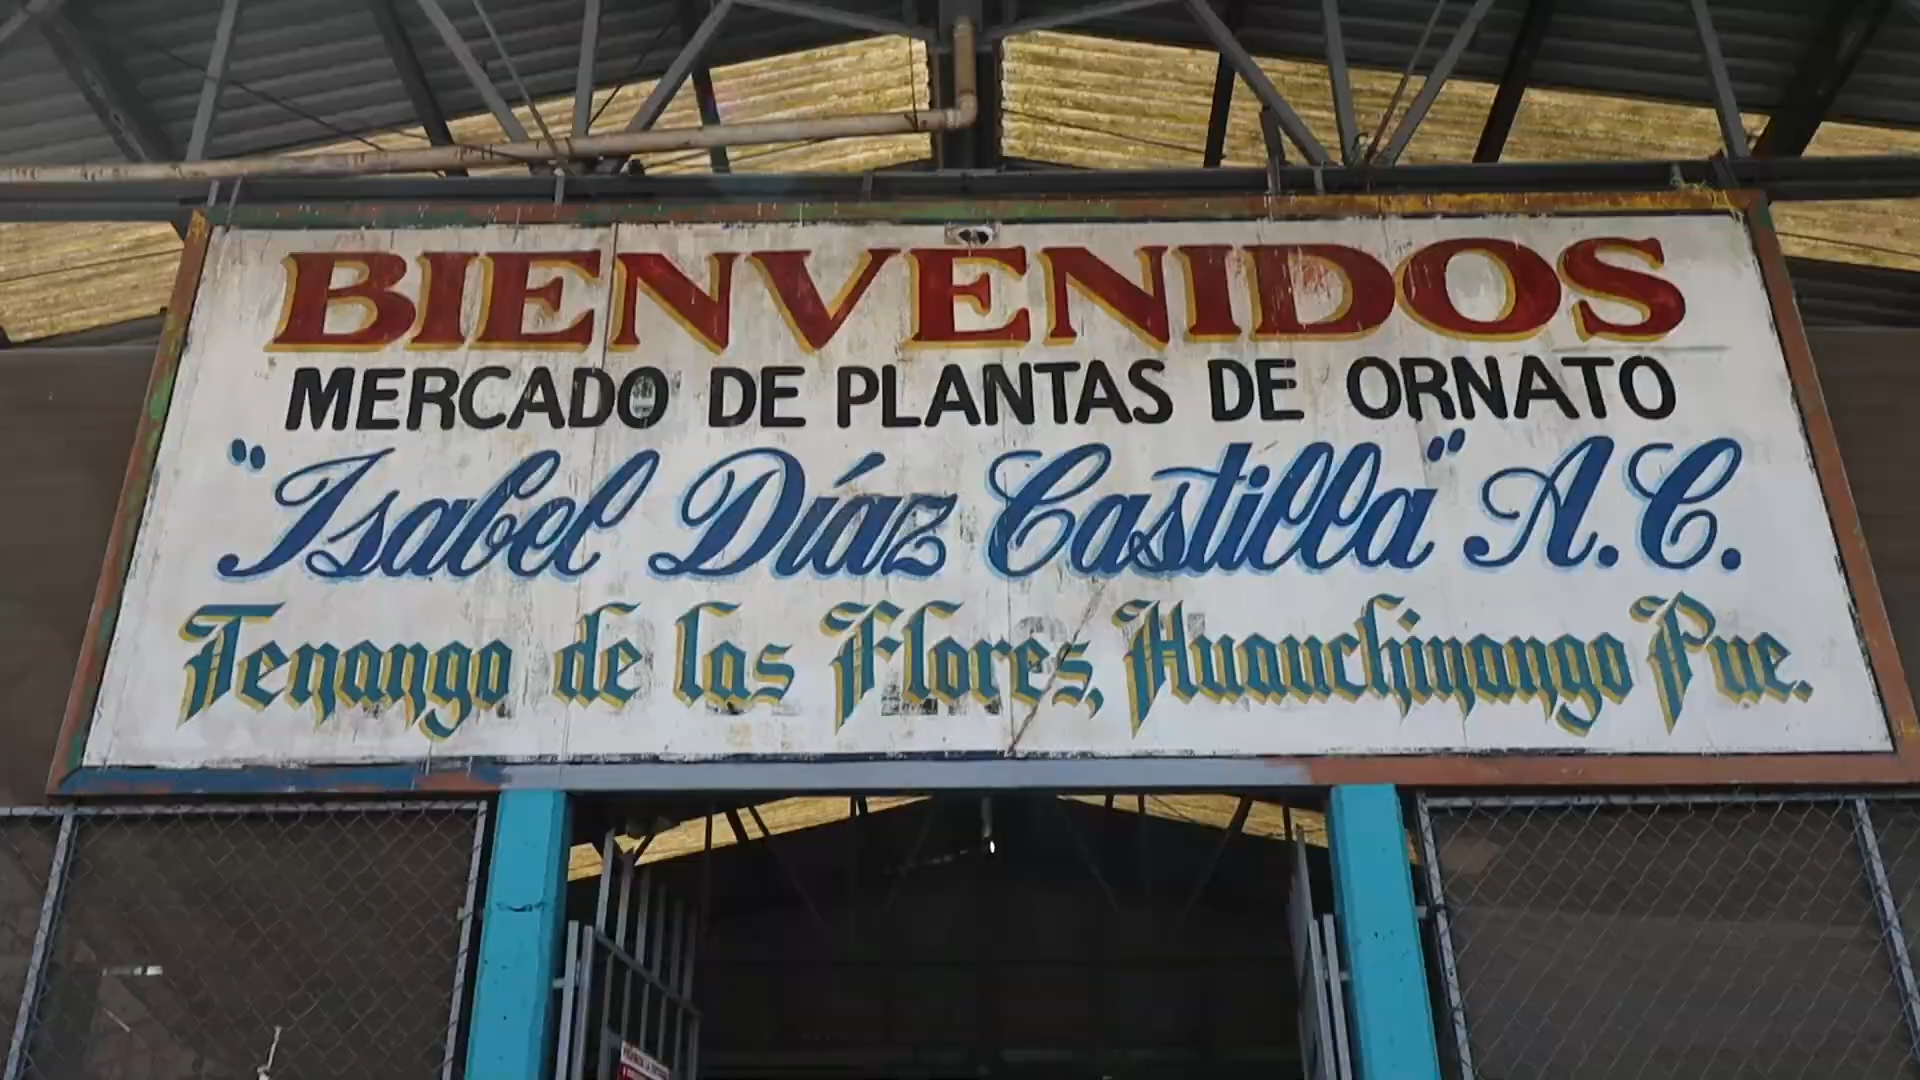 BIENVENIDOS
MERCADO DE PLANTAS DE ORNATO
"Isabel Díaz Castilla" A.C.
Tenango de las Flores, Huauchinango Pue.